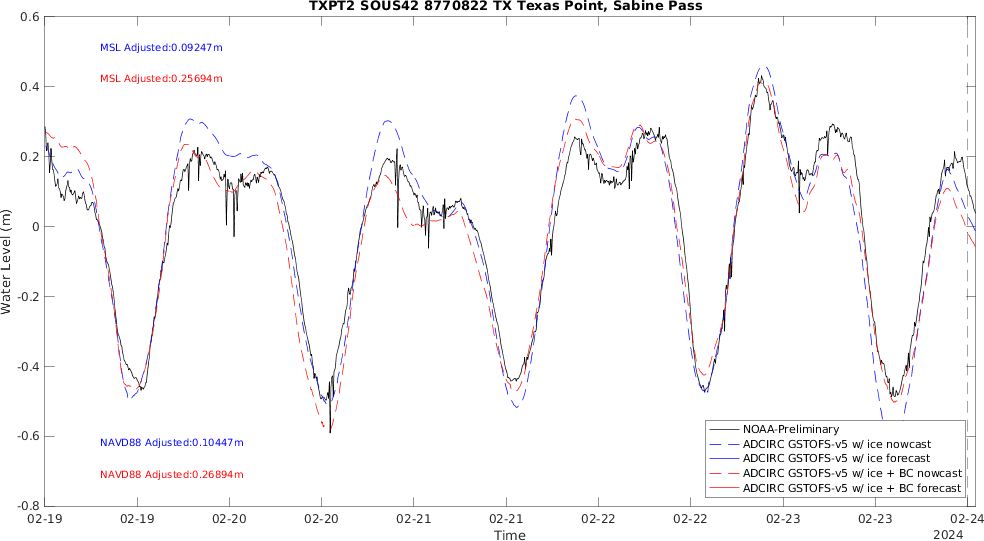 TXPT2 SOUS42 8770822 TX Texas Point, Sabine Pass
0.6
0.4
0.2
0
-0.2
-0.4
-0.6
-0.8
Water Level (m)
MSL Adjusted:0.09247m
MSL Adjusted:0.25694m
NAVD88 Adjusted:0.10447m
NAVD88 Adjusted:0.26894m
NOAA-Preliminary
ADCIRC GSTOFS-v5 w/ ice nowcast
ADCIRC GSTOFS-v5 w/ ice forecast
ADCIRC GSTOFS-v5 w/ ice + BC nowcast
ADCIRC GSTOFS-v5 w/ ice + BC forecast
02-19 02-19 02-20 02-20 02-21 02-21 02-22 02-22 02-23 02-23 02-24
Time
2024